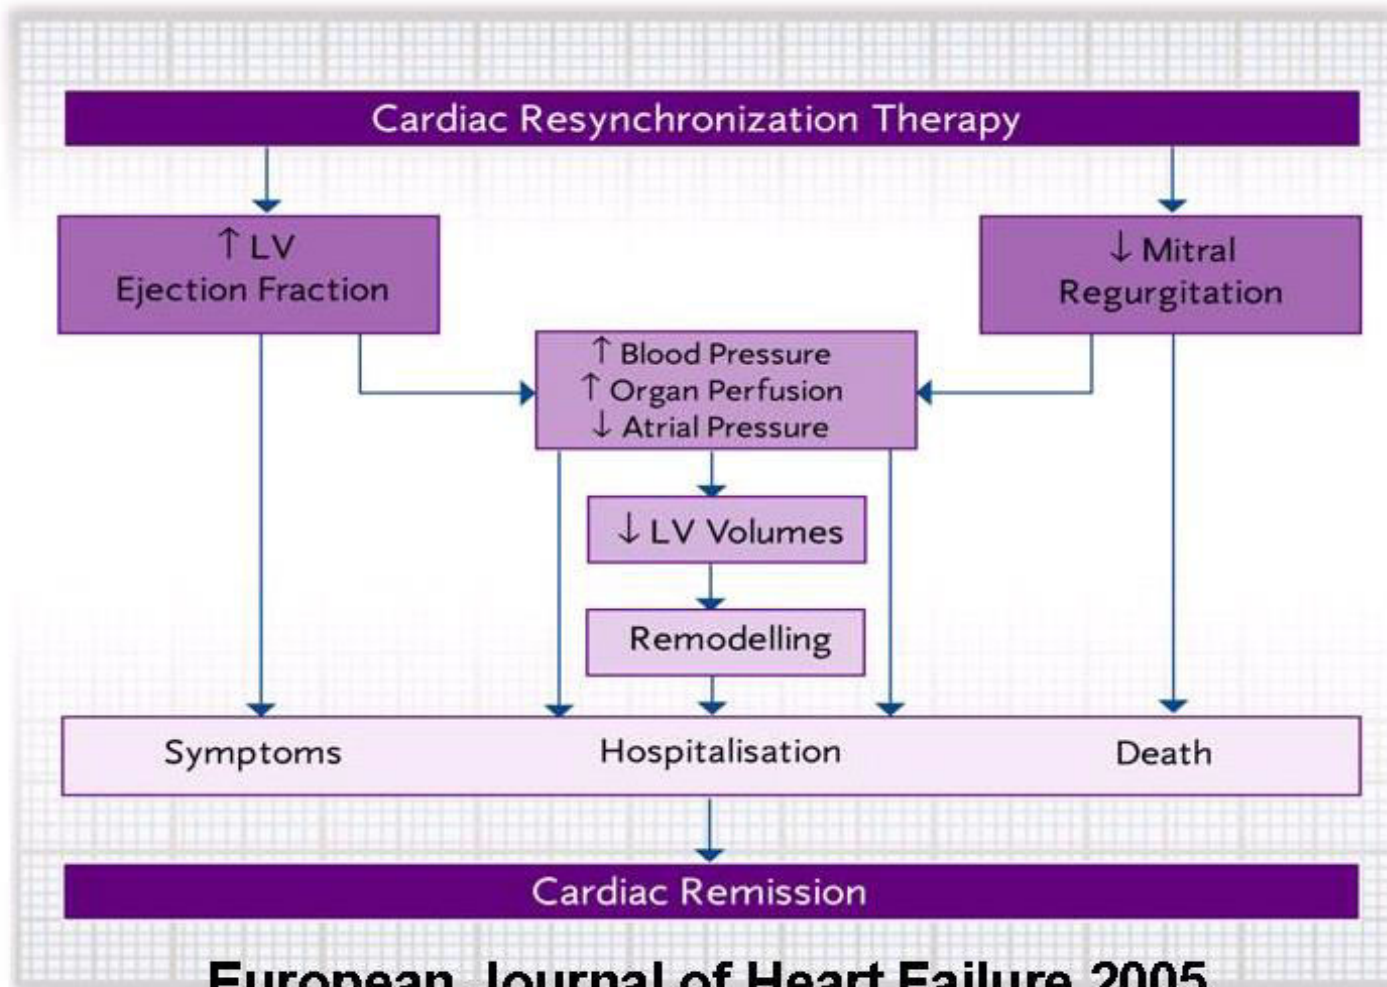 Cardiac Resynchronization Therapy
↑ LV
Ejection Fraction
↓ Mitral
Regurgitation
↑ Blood Pressure
↑ Organ Perfusion
↓ Atrial Pressure
↓ LV Volumes
Remodelling
Symptoms Hospitalisation Death
Cardiac Remission
European Journal of Heart Failure 2005